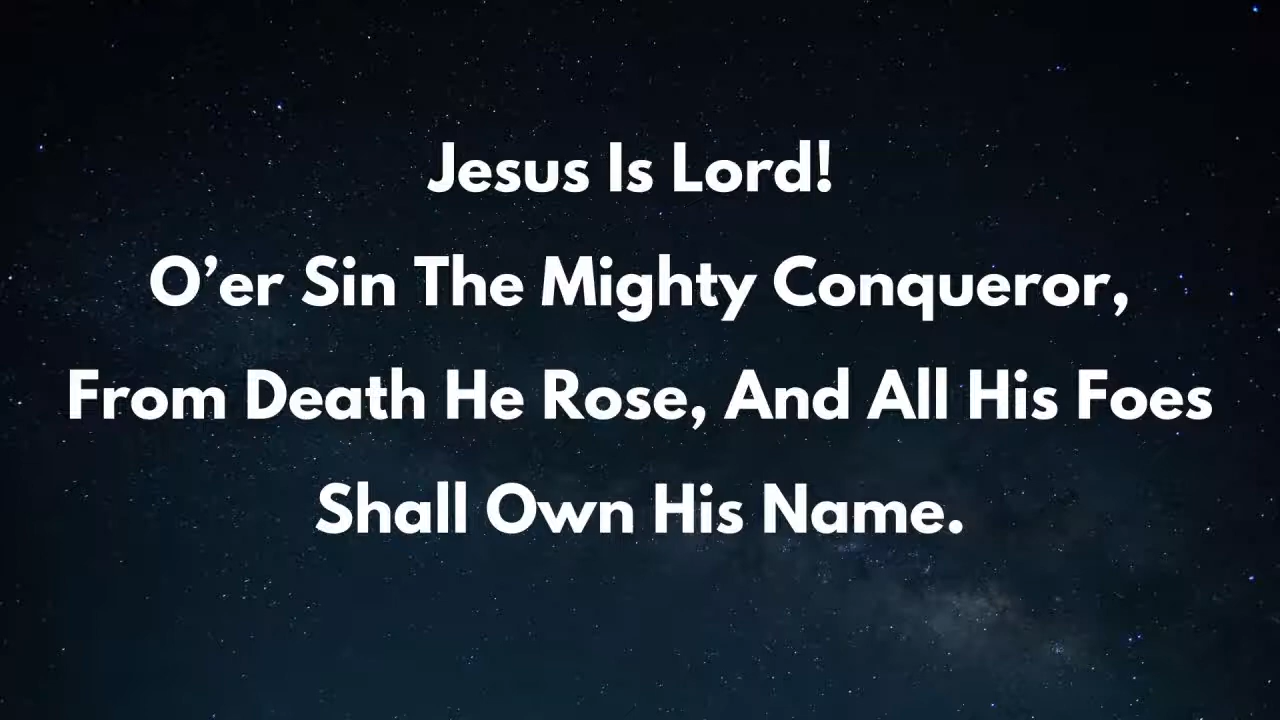 Jesus Is Lord!
O’er Sin The Mighty Conqueror,
From Death He Rose, And All His Foes
Shall Own His Name.